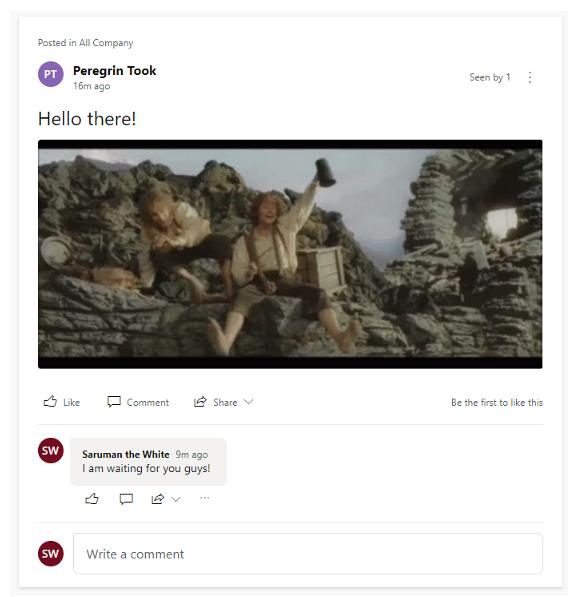 Posted in All Company
PT
Peregrin Took
16m ago
Seen by 1
Hello there!
Like
Comment
Share
Be the first to like this
SW
Saruman the White 9m ago
I am waiting for you guys!
SW
Write a comment